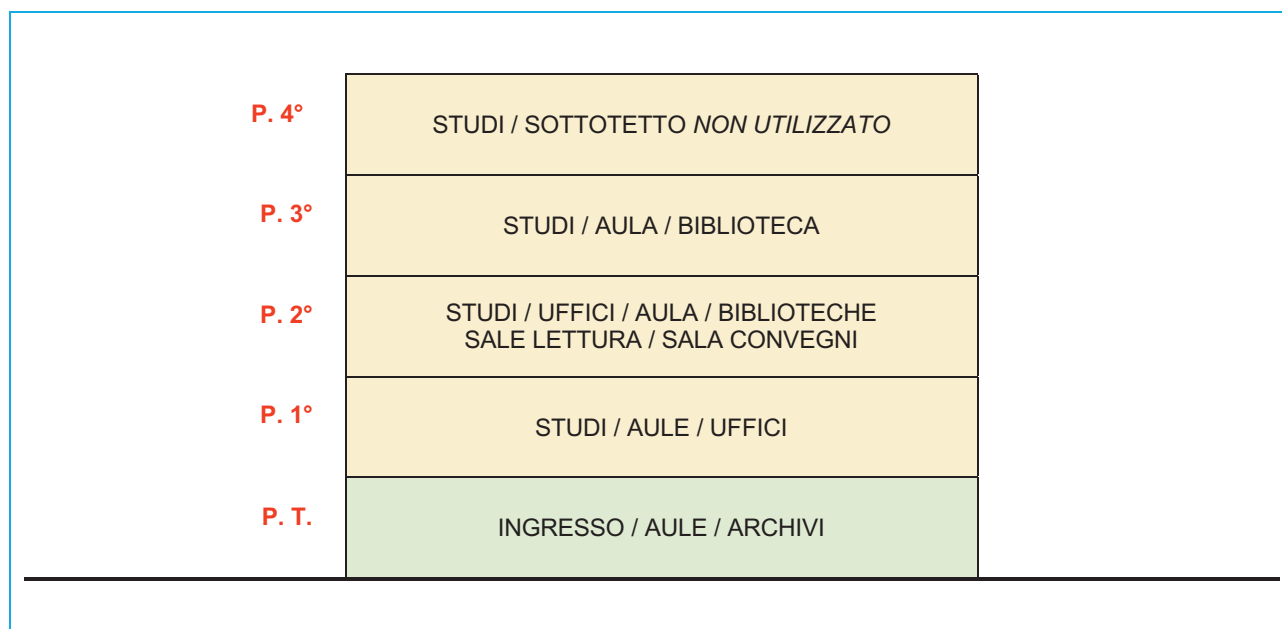 P. 4°
STUDI / SOTTOTETTO NON UTILIZZATO
P. 3°
STUDI / AULA / BIBLIOTECA
P. 2°
STUDI / UFFICI / AULA / BIBLIOTECHE
SALE LETTURA / SALA CONVEGNI
P. 1°
STUDI / AULE / UFFICI
P. T.
INGRESSO / AULE / ARCHIVI